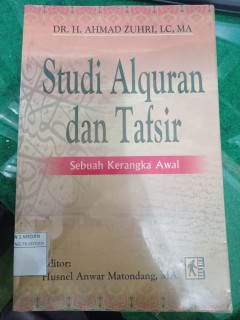 DR. H. AHMAD ZUHRI, LC, MA
Studi Alquran
dan Tafsir
Sebuah Kerangka Awal
Editor:
Husnel Anwar Matondang, MA